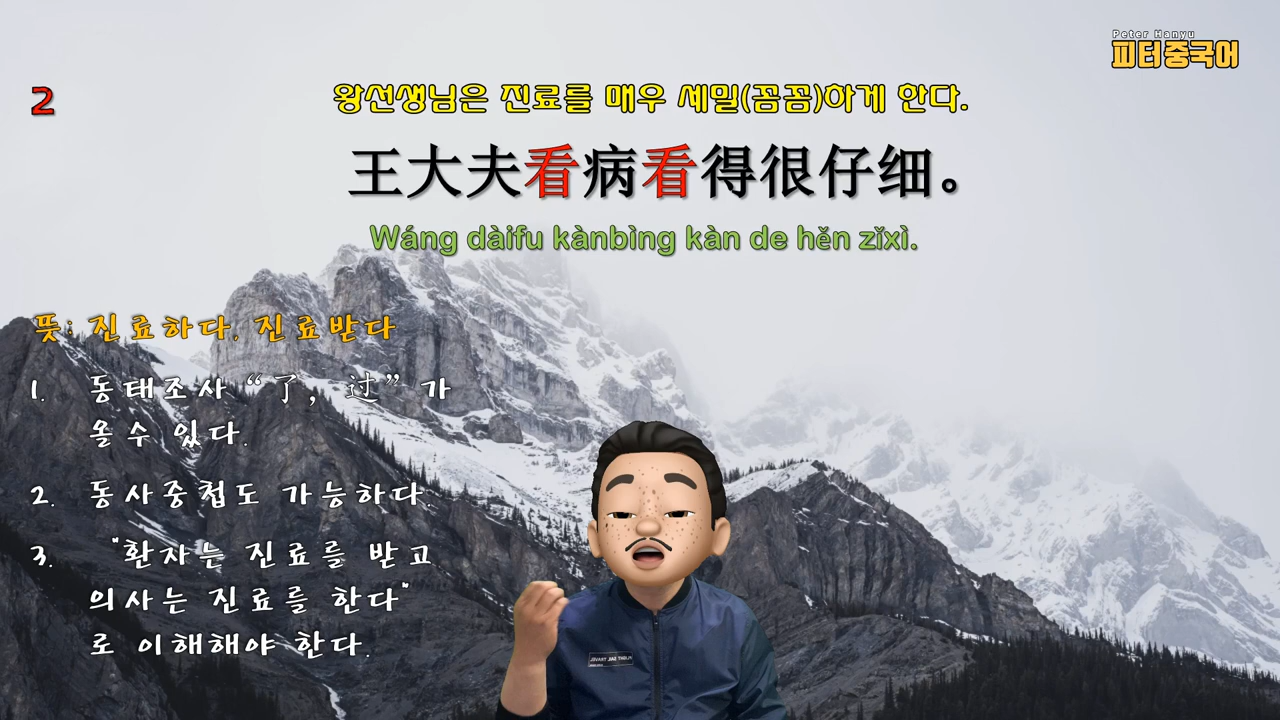 Peter Hanyu
피터중국어
2
왕선생님은 진료를 매우 세밀(꼼꼼)하게 한다.
王大夫看病看得很仔细。
Wáng dàifu kànbìng kàn de hěn zǐxì.
뜻: 진료하다, 진료받다
1. 동태조사 “了, 过” 가
올 수 있다.
2. 동사중첩도 가능하다.
3. "환자는 진료를 받고
의사는 진료를 한다"
로 이해해야 한다.